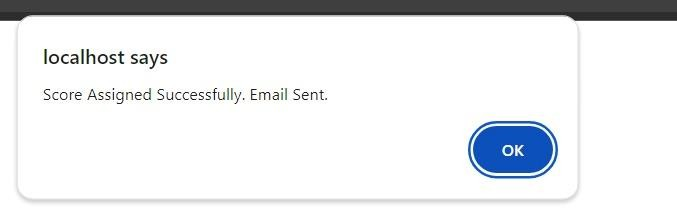 localhost says
Score Assigned Successfully. Email Sent.
OK